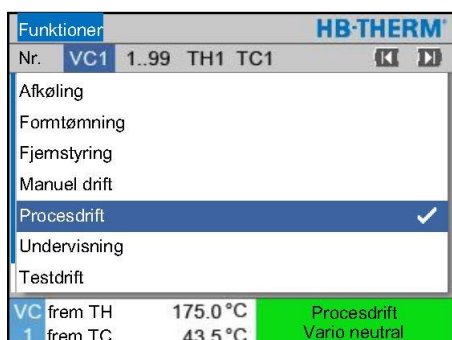 Funktioner HB-THERM®
Nr. VC1 1..99 TH1 TC1
Afkøling
Formtømning
Fjernstyring
Manuel drift
Procesdrift
Undervisning
Testdrift
VC frem TH 175.0 °C Procesdrift
1 frem TC 43.5 °C Vario neutral